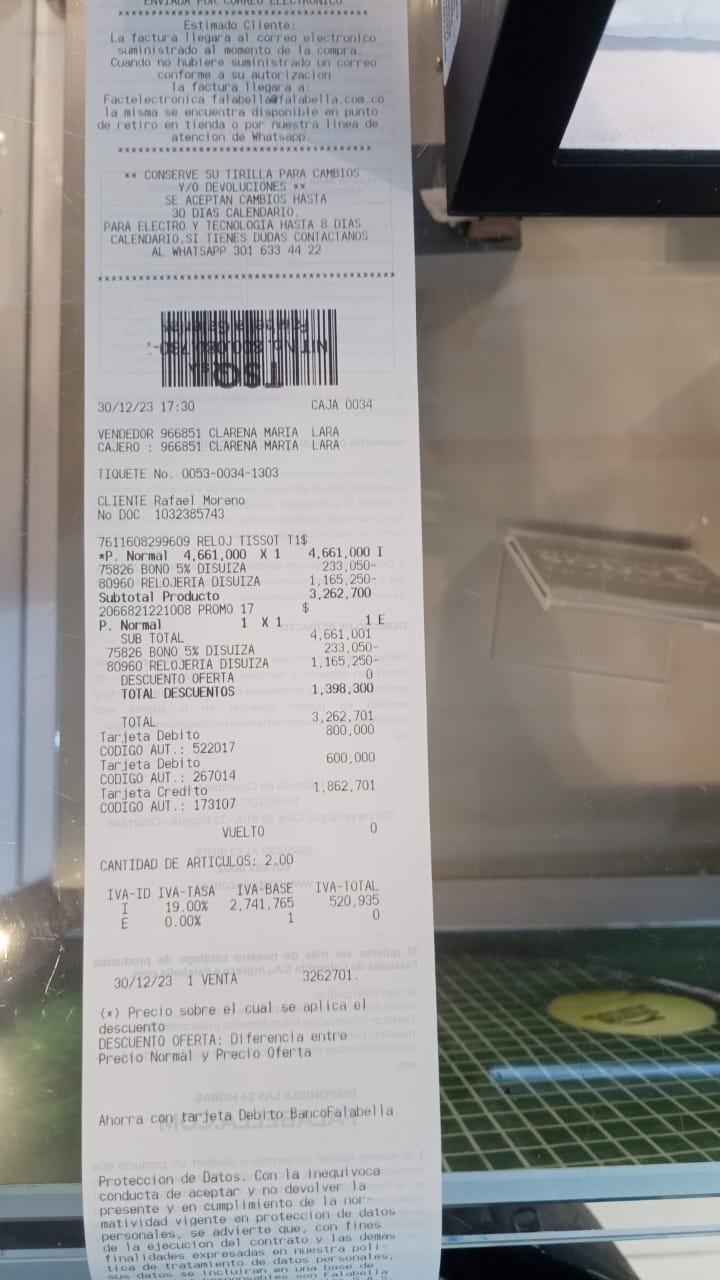 ENVIADA POR CORREO ELECTRONICO
****************************************
Estimado Cliente:
La factura llegara al correo electronico
suministrado al momento de la compra.
Cuando no hubiere suministrado un correo
conforme a su autorizacion
la factura llegara a:
Factelectronica falabella@falabella.com.co
la misma se encuentra disponible en punto
de retiro en tienda o por nuestra linea de
atencion de Whatsapp.
****************************************
** CONSERVE SU TIRILLA PARA CAMBIOS
Y/O DEVOLUCIONES **
SE ACEPTAN CAMBIOS HASTA
30 DIAS CALENDARIO.
PARA ELECTRO Y TECNOLOGIA HASTA 8 DIAS
CALENDARIO.SI TIENES DUDAS CONTACTANOS
AL WHATSAPP 301 633 44 22
****************************************
30/12/23 17:30 CAJA 0034
VENDEDOR 966851 CLARENA MARIA LARA
CAJERO : 966851 CLARENA MARIA LARA
TIQUETE No. 0053-0034-1303
CLIENTE Rafael Moreno
No DOC 1032385743
7611608299609 RELOJ TISSOT T1$
*P. Normal 4,661,000 X 1 4,661,000 I
75826 BONO 5% DISUIZA 233,050-
80960 RELOJERIA DISUIZA 1,165,250-
Subtotal Producto 3,262,700
2066821221008 PROMO 17 $
P. Normal 1 X 1 1 E
SUB TOTAL 4,661,001
75826 BONO 5% DISUIZA 233,050-
80960 RELOJERIA DISUIZA 1,165,250-
DESCUENTO OFERTA 0
TOTAL DESCUENTOS 1,398,300
TOTAL 3,262,701
Tarjeta Debito 800,000
CODIGO AUT.: 522017
Tarjeta Debito 600,000
CODIGO AUT.: 267014
Tarjeta Credito 1,862,701
CODIGO AUT.: 173107
VUELTO 0
CANTIDAD DE ARTICULOS: 2.00
IVA-ID IVA-TASA IVA-BASE IVA-TOTAL
I 19.00% 2,741,765 520,935
E 0.00% 1 0
30/12/23 1 VENTA 3262701.
(*) Precio sobre el cual se aplica el
descuento
DESCUENTO OFERTA: Diferencia entre
Precio Normal y Precio Oferta
Ahorra con tarjeta Debito BancoFalabella
Proteccion de Datos. Con la inequivoca
conducta de aceptar y no devolver la
presente y en cumplimiento de la nor-
matividad vigente en proteccion de datos
personales, se advierte que, con fines
de la ejecucion del contrato y las demas
finalidades expresadas en nuestra poli-
tica de tratamiento de datos personales,
sus datos se incluiran en una base de